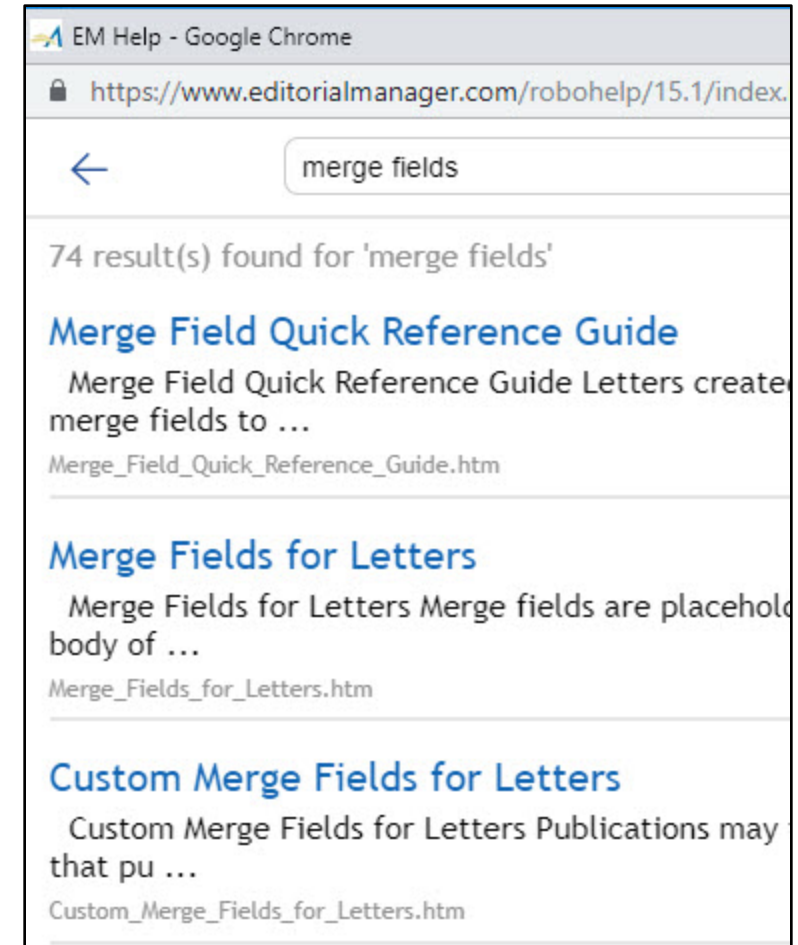 EM Help - Google Chrome
https://www.editorialmanager.com/robohelp/15.1/index.
merge fields
74 result(s) found for 'merge fields'
Merge Field Quick Reference Guide
Merge Field Quick Reference Guide Letters created
merge fields to ...
Merge_Field_Quick_Reference_Guide.htm
Merge Fields for Letters
Merge Fields for Letters Merge fields are placehol
body of ...
Merge_Fields_for_Letters.htm
Custom Merge Fields for Letters
Custom Merge Fields for Letters Publications may
that pu ...
Custom_Merge_Fields_for_Letters.htm